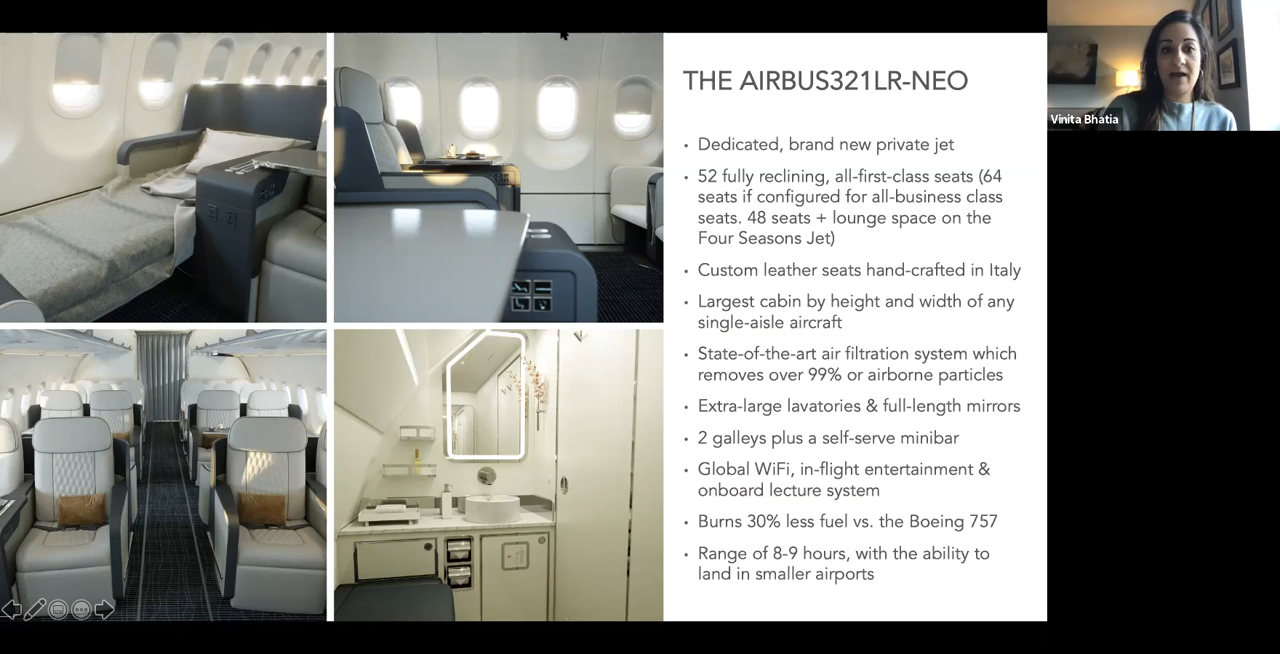 THE AIRBUS321LR-NEO
Vinita Bhatia
• Dedicated, brand new private jet
• 52 fully reclining, all-first-class seats (64
seats if configured for all-business class
seats. 48 seats + lounge space on the
Four Seasons Jet)
• Custom leather seats hand-crafted in Italy
• Largest cabin by height and width of any
single-aisle aircraft
• State-of-the-art air filtration system which
removes over 99% or airborne particles
• Extra-large lavatories & full-length mirrors
• 2 galleys plus a self-serve minibar
• Global WiFi, in-flight entertainment &
onboard lecture system
• Burns 30% less fuel vs. the Boeing 757
• Range of 8-9 hours, with the ability to
land in smaller airports